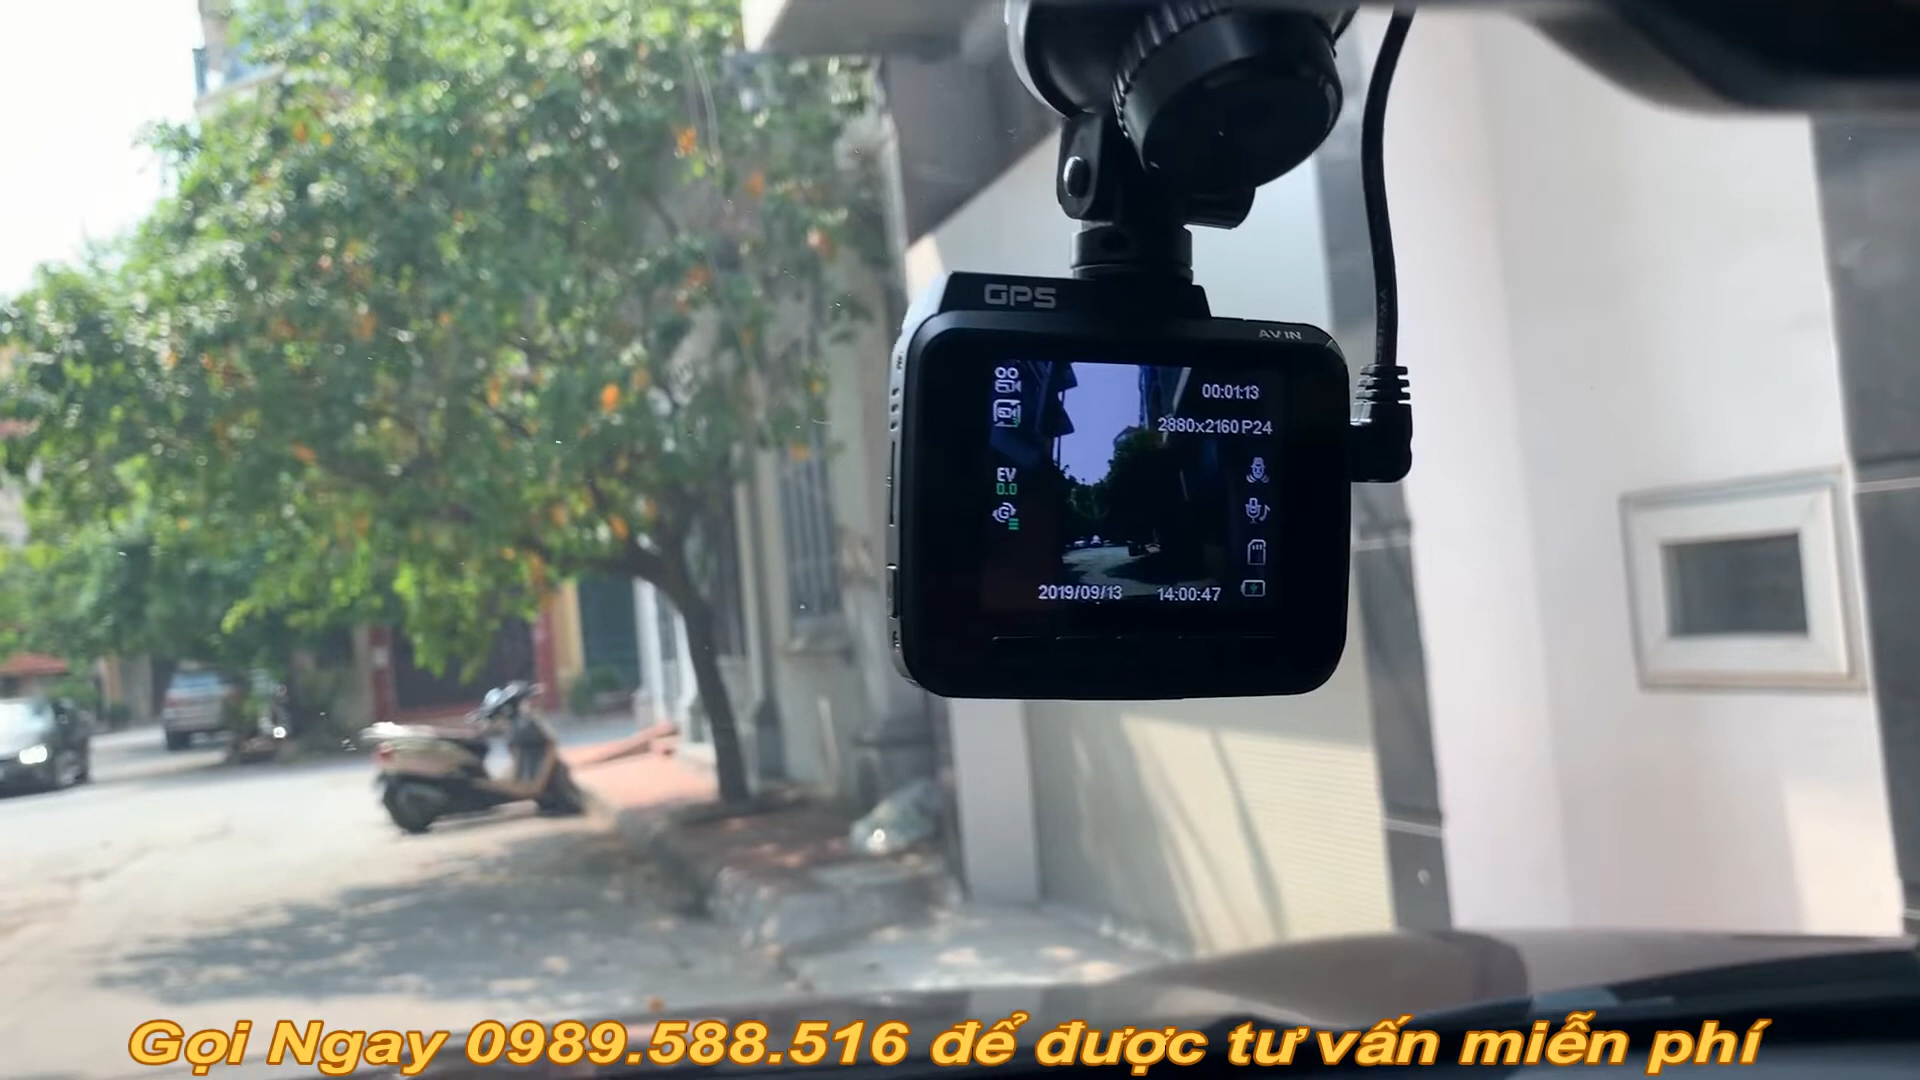 GPS
AV IN
00:01:13
2880x2160 P24
EV
0.0
G
2019/09/13 14:00:47
Gọi Ngay 0989.588.516 để được tư vấn miễn phí